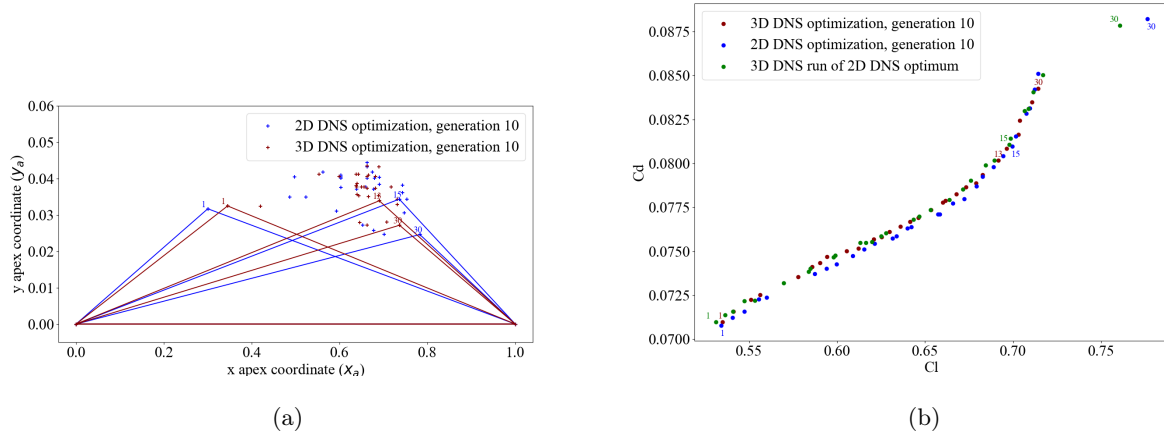 0.06
0.05
0.04
0.03
0.02
0.01
0.00
y apex coordinate (yₐ)
2D DNS optimization, generation 10
3D DNS optimization, generation 10
1
1
15
15
30
30
0.0 0.2 0.4 0.6 0.8 1.0
x apex coordinate (xₐ)
(a)
0.0875
0.0850
0.0825
0.0800
0.0775
0.0750
0.0725
0.0700
Cd
3D DNS optimization, generation 10
2D DNS optimization, generation 10
3D DNS run of 2D DNS optimum
30
30
30
15
13
15
1
1
1
0.55 0.60 0.65 0.70 0.75
Cl
(b)